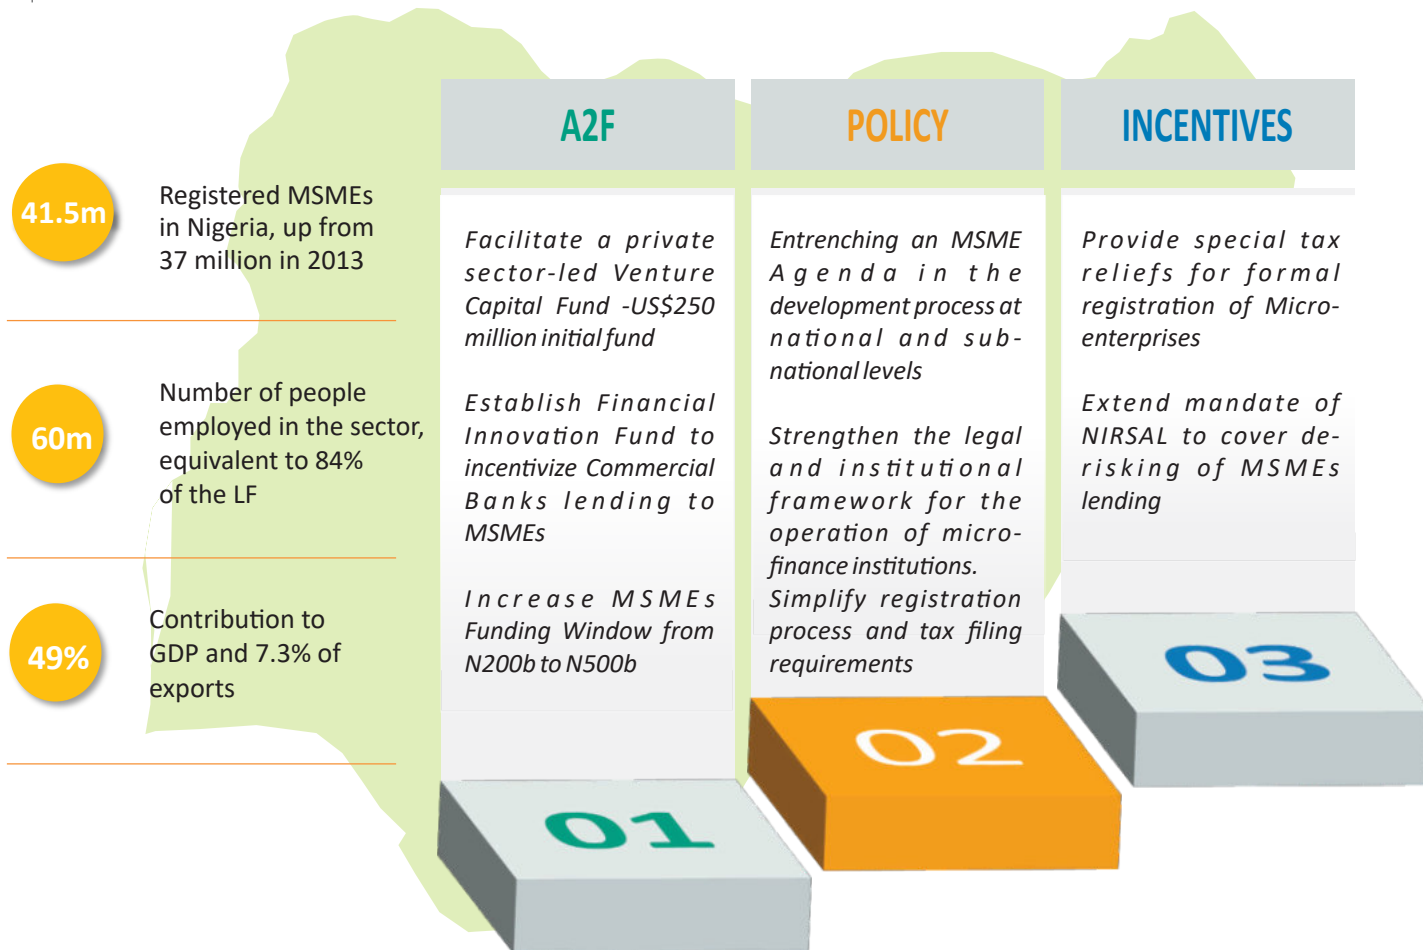 41.5m
Registered MSMEs
in Nigeria, up from
37 million in 2013
60m
Number of people
employed in the sector,
equivalent to 84%
of the LF
49%
Contribution to
GDP and 7.3% of
exports
A2F
Facilitate a private
sector-led Venture
Capital Fund -US$250
million initial fund
Establish Financial
Innovation Fund to
incentivize Commercial
Banks lending to
MSMEs
Increase MSMEs
Funding Window from
N200b to N500b
01
POLICY
Entrenching an MSME
Agenda in the
development process at
national and sub-
national levels
Strengthen the legal
and institutional
framework for the
operation of micro-
finance institutions.
Simplify registration
process and tax filing
requirements
02
INCENTIVES
Provide special tax
reliefs for formal
registration of Micro-
enterprises
Extend mandate of
NIRSAL to cover de-
risking of MSMEs
lending
03